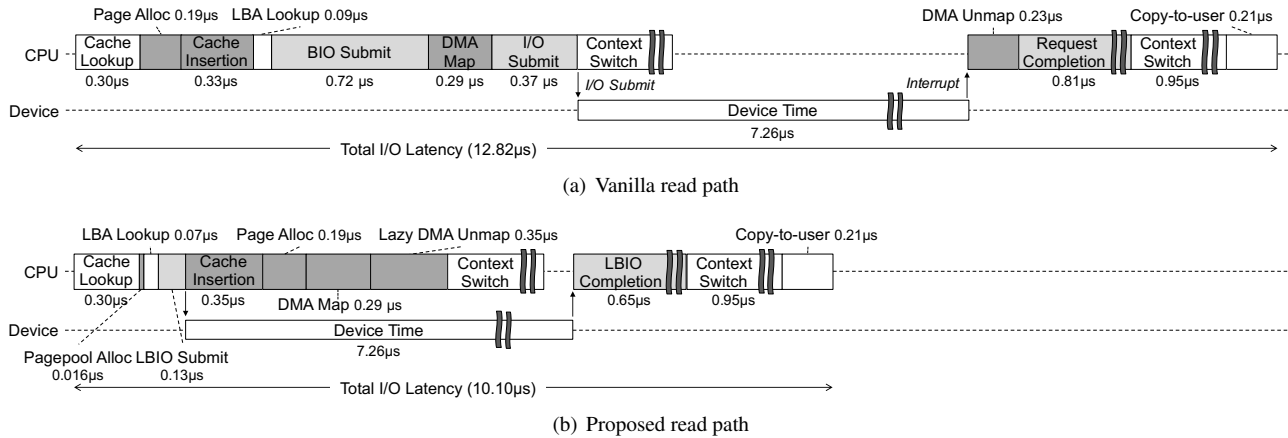 Page Alloc 0.19µs
LBA Lookup 0.09µs
DMA Unmap 0.23µs
Copy-to-user 0.21µs
CPU
Cache Lookup
Cache Insertion
BIO Submit
DMA Map
I/O Submit
Context Switch
Request Completion
Context Switch
0.30µs
0.33µs
0.72 µs
0.29 µs
0.37 µs
I/O Submit
Interrupt
0.81µs
0.95µs
Device
Device Time
7.26µs
Total I/O Latency (12.82µs)
(a) Vanilla read path
LBA Lookup 0.07µs
Page Alloc 0.19µs
Lazy DMA Unmap 0.35µs
Copy-to-user 0.21µs
CPU
Cache Lookup
Cache Insertion
Context Switch
LBIO Completion
Context Switch
0.30µs
0.35µs
DMA Map 0.29 µs
0.65µs
0.95µs
Device
Device Time
7.26µs
Pagepool Alloc
0.016µs
LBIO Submit
0.13µs
Total I/O Latency (10.10µs)
(b) Proposed read path